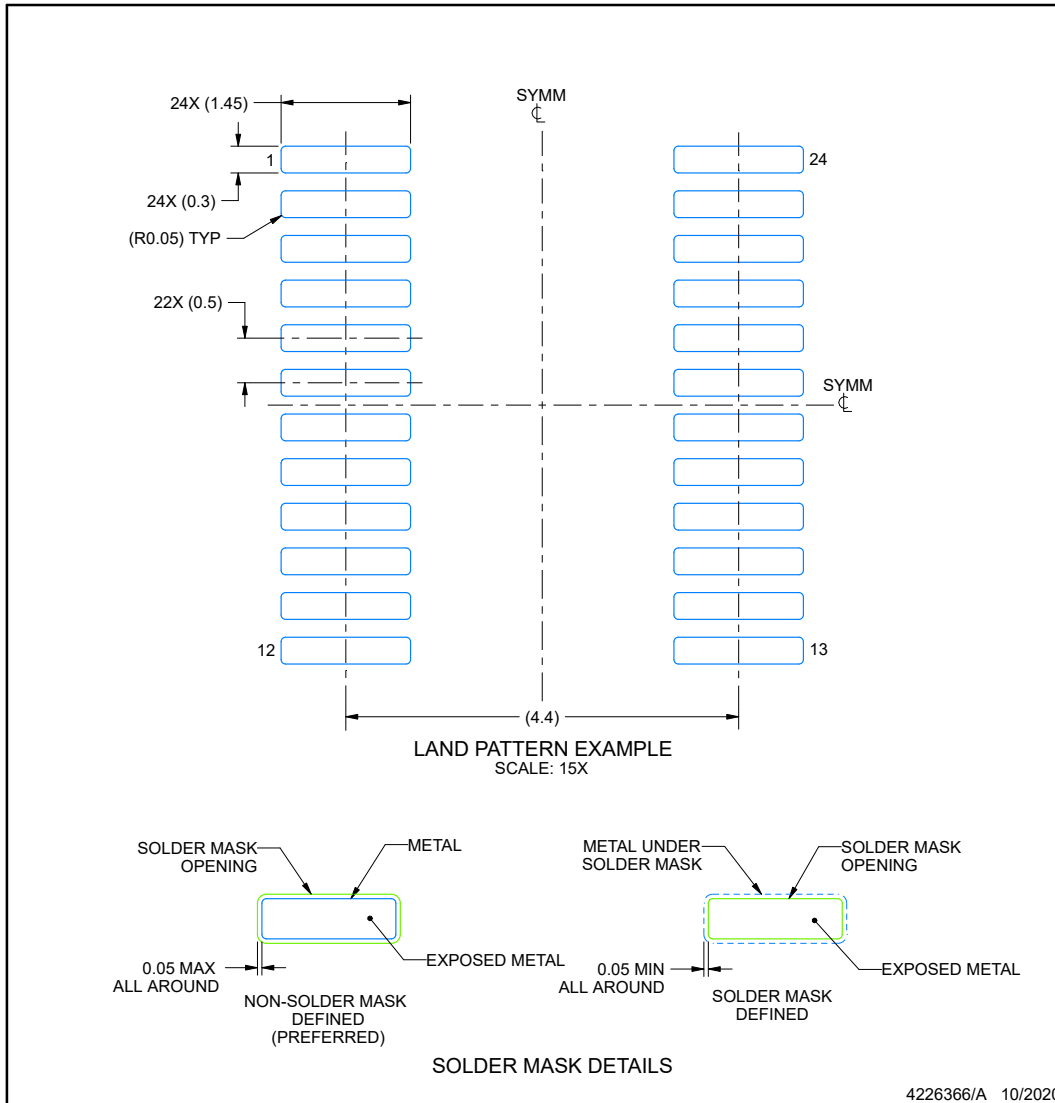 24X (1.45)
SYMM
1
24
24X (0.3)
(R0.05) TYP
22X (0.5)
SYMM
12
13
(4.4)
LAND PATTERN EXAMPLE
SCALE: 15X
SOLDER MASK
OPENING
METAL
EXPOSED METAL
0.05 MAX
ALL AROUND
NON-SOLDER MASK
DEFINED
(PREFERRED)
METAL UNDER
SOLDER MASK
SOLDER MASK
OPENING
EXPOSED METAL
0.05 MIN
ALL AROUND
SOLDER MASK
DEFINED
SOLDER MASK DETAILS
4226366/A 10/2020